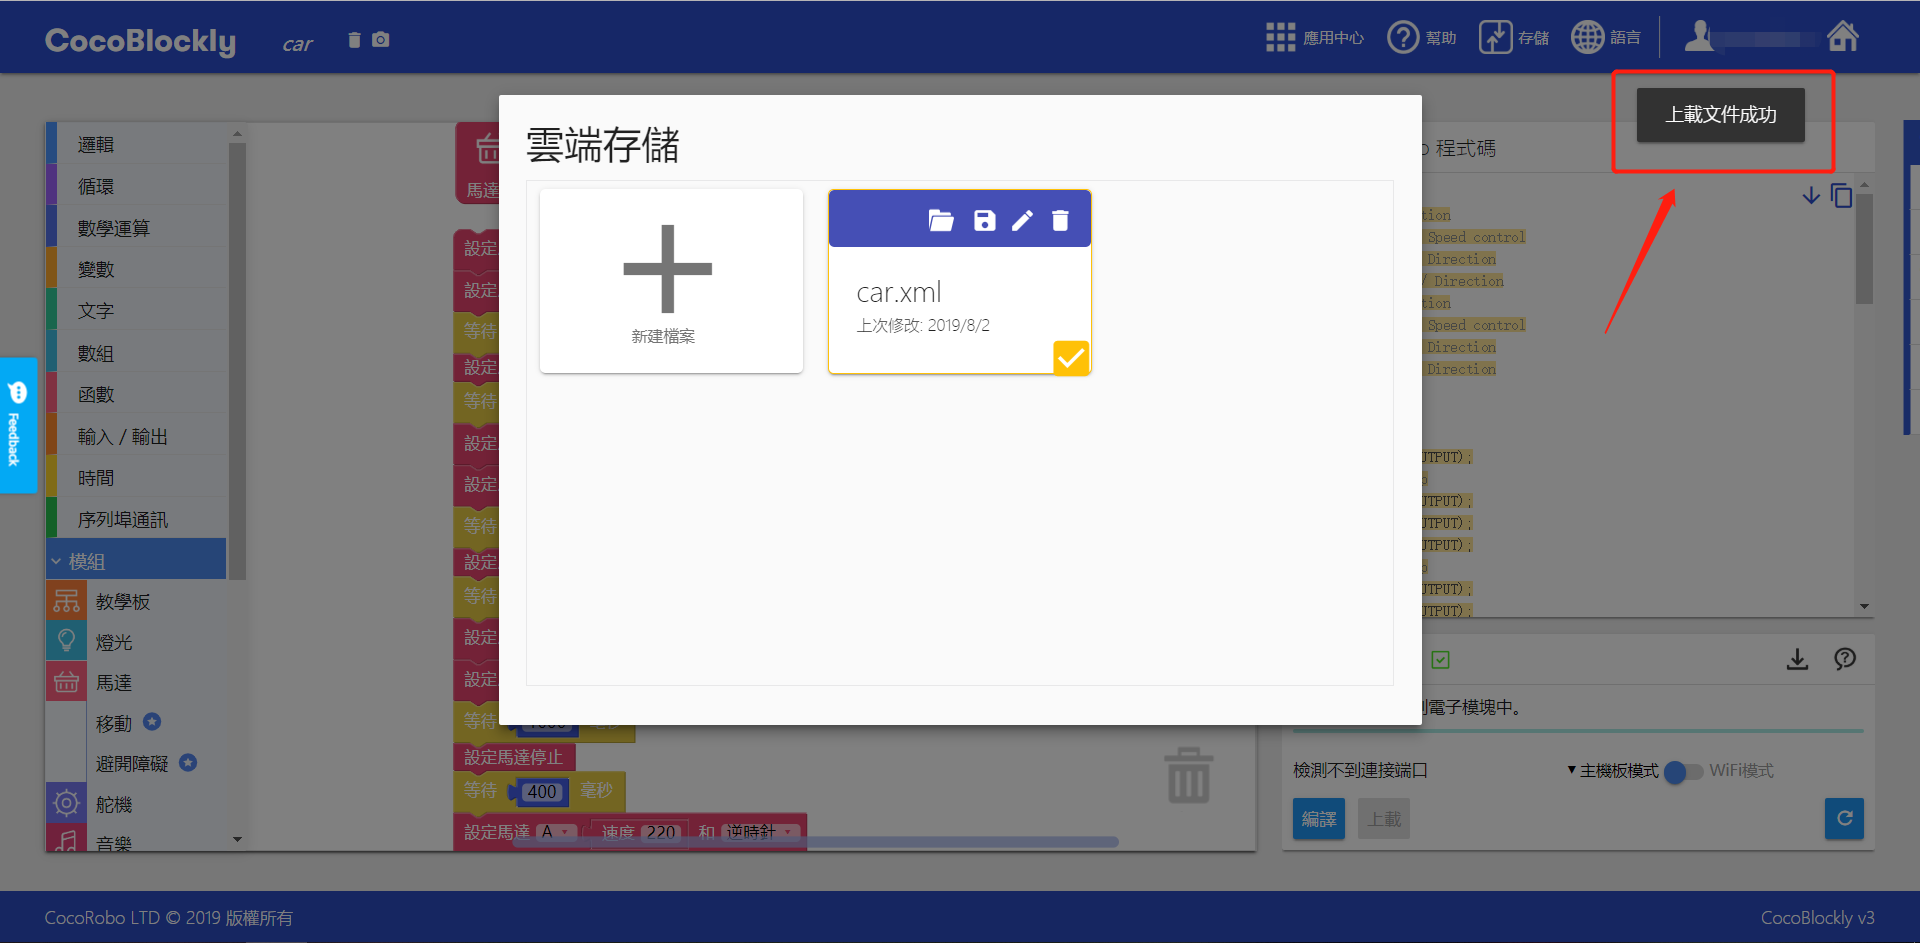 CocoBlockly
car
應用中心
幫助
存儲
語言
上載文件成功
邏輯
循環
數學運算
變數
文字
數組
函數
輸入 / 輸出
時間
序列埠通訊
模組
教學板
燈光
馬達
移動
避開障礙
舵機
音樂
Feedback
馬達
設定
設定
等待
設定
等待
設定
設定
等待
設定
等待
設定
設定
等待
設定馬達停止
等待 400 毫秒
設定馬達 A 速度 220 和 逆時針
雲端存儲
新建檔案
car.xml
上次修改: 2019/8/2
程式碼
tion
Speed control
Direction
/ Direction
tion
Speed control
Direction
Direction
UTPUT);
UTPUT);
UTPUT);
UTPUT);
UTPUT);
UTPUT);
電子模塊中。
檢測不到連接端口
主機板模式
WiFi模式
編譯
上載
CocoRobo LTD © 2019 版權所有
CocoBlockly v3